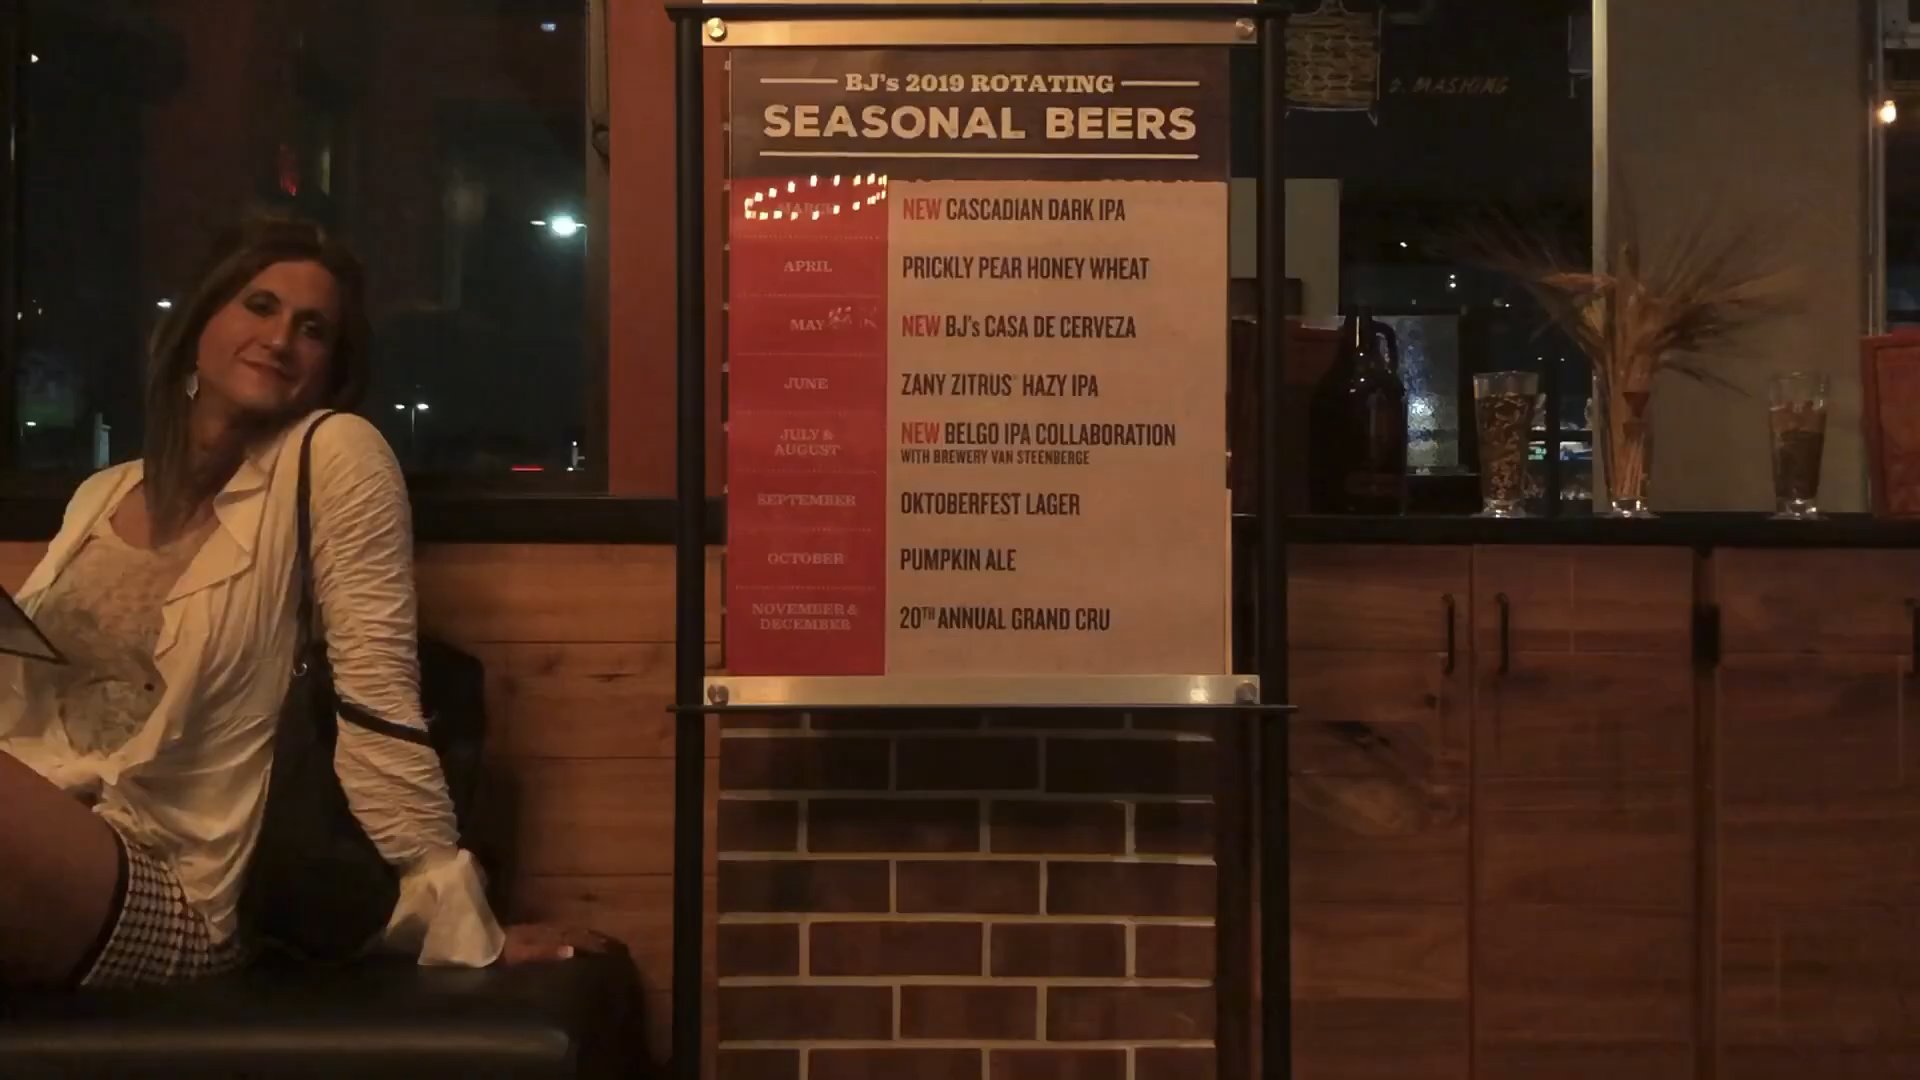 BJ's 2019 ROTATING
SEASONAL BEERS
MARCH
NEW CASCADIAN DARK IPA
APRIL
PRICKLY PEAR HONEY WHEAT
MAY
NEW BJ's CASA DE CERVEZA
JUNE
ZANY ZITRUS® HAZY IPA
JULY &
AUGUST
NEW BELGO IPA COLLABORATION
WITH BREWERY VAN STEENBERGE
SEPTEMBER
OKTOBERFEST LAGER
OCTOBER
PUMPKIN ALE
NOVEMBER &
DECEMBER
20TH ANNUAL GRAND CRU
2. MASHING